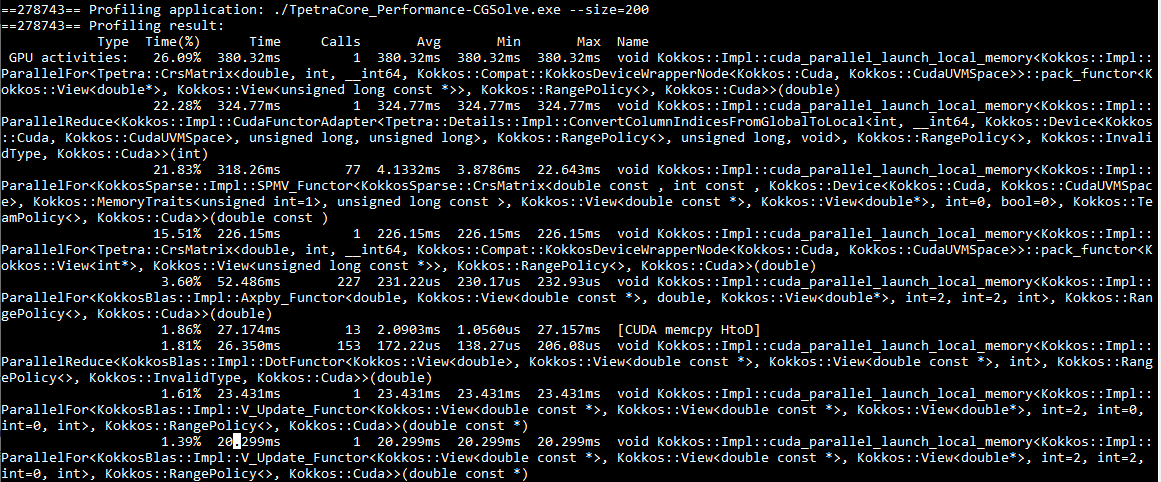 ==278743== Profiling application: ./TpetraCore_Performance-CGSolve.exe --size=200
==278743== Profiling result:
            Type  Time(%)      Time     Calls       Avg       Min       Max  Name
 GPU activities:   26.09%  380.32ms         1  380.32ms  380.32ms  380.32ms  void Kokkos::Impl::cuda_parallel_launch_local_memory<Kokkos::Impl::
ParallelFor<Tpetra::CrsMatrix<double, int, __int64, Kokkos::Compat::KokkosDeviceWrapperNode<Kokkos::Cuda, Kokkos::CudaUVMSpace>>::pack_functor<K
okkos::View<double*>, Kokkos::View<unsigned long const *>>, Kokkos::RangePolicy<>, Kokkos::Cuda>>(double)
                   22.28%  324.77ms         1  324.77ms  324.77ms  324.77ms  void Kokkos::Impl::cuda_parallel_launch_local_memory<Kokkos::Impl::
ParallelReduce<Kokkos::Impl::CudaFunctorAdapter<Tpetra::Details::Impl::ConvertColumnIndicesFromGlobalToLocal<int, __int64, Kokkos::Device<Kokkos
::Cuda, Kokkos::CudaUVMSpace>, unsigned long, unsigned long>, Kokkos::RangePolicy<>, unsigned long, void>, Kokkos::RangePolicy<>, Kokkos::Invali
dType, Kokkos::Cuda>>(int)
                   21.83%  318.26ms        77  4.1332ms  3.8786ms  22.643ms  void Kokkos::Impl::cuda_parallel_launch_local_memory<Kokkos::Impl::
ParallelFor<KokkosSparse::Impl::SPMV_Functor<KokkosSparse::CrsMatrix<double const , int const , Kokkos::Device<Kokkos::Cuda, Kokkos::CudaUVMSpac
e>, Kokkos::MemoryTraits<unsigned int=1>, unsigned long const >, Kokkos::View<double const *>, Kokkos::View<double*>, int=0, bool=0>, Kokkos::Te
amPolicy<>, Kokkos::Cuda>>(double const )
                   15.51%  226.15ms         1  226.15ms  226.15ms  226.15ms  void Kokkos::Impl::cuda_parallel_launch_local_memory<Kokkos::Impl::
ParallelFor<Tpetra::CrsMatrix<double, int, __int64, Kokkos::Compat::KokkosDeviceWrapperNode<Kokkos::Cuda, Kokkos::CudaUVMSpace>>::pack_functor<K
okkos::View<int*>, Kokkos::View<unsigned long const *>>, Kokkos::RangePolicy<>, Kokkos::Cuda>>(double)
                    3.60%  52.486ms       227  231.22us  230.17us  232.93us  void Kokkos::Impl::cuda_parallel_launch_local_memory<Kokkos::Impl::
ParallelFor<KokkosBlas::Impl::Axpby_Functor<double, Kokkos::View<double const *>, double, Kokkos::View<double*>, int=2, int=2, int>, Kokkos::Ran
gePolicy<>, Kokkos::Cuda>>(double)
                    1.86%  27.174ms        13  2.0903ms  1.0560us  27.157ms  [CUDA memcpy HtoD]
                    1.81%  26.350ms       153  172.22us  138.27us  206.08us  void Kokkos::Impl::cuda_parallel_launch_local_memory<Kokkos::Impl::
ParallelReduce<KokkosBlas::Impl::DotFunctor<Kokkos::View<double>, Kokkos::View<double const *>, Kokkos::View<double const *>, int>, Kokkos::Rang
ePolicy<>, Kokkos::InvalidType, Kokkos::Cuda>>(double)
                    1.61%  23.431ms         1  23.431ms  23.431ms  23.431ms  void Kokkos::Impl::cuda_parallel_launch_local_memory<Kokkos::Impl::
ParallelFor<KokkosBlas::Impl::V_Update_Functor<Kokkos::View<double const *>, Kokkos::View<double const *>, Kokkos::View<double*>, int=2, int=0,
int=0, int>, Kokkos::RangePolicy<>, Kokkos::Cuda>>(double const *)
                    1.39%  20.299ms         1  20.299ms  20.299ms  20.299ms  void Kokkos::Impl::cuda_parallel_launch_local_memory<Kokkos::Impl::
ParallelFor<KokkosBlas::Impl::V_Update_Functor<Kokkos::View<double const *>, Kokkos::View<double const *>, Kokkos::View<double*>, int=2, int=2,
int=0, int>, Kokkos::RangePolicy<>, Kokkos::Cuda>>(double const *)